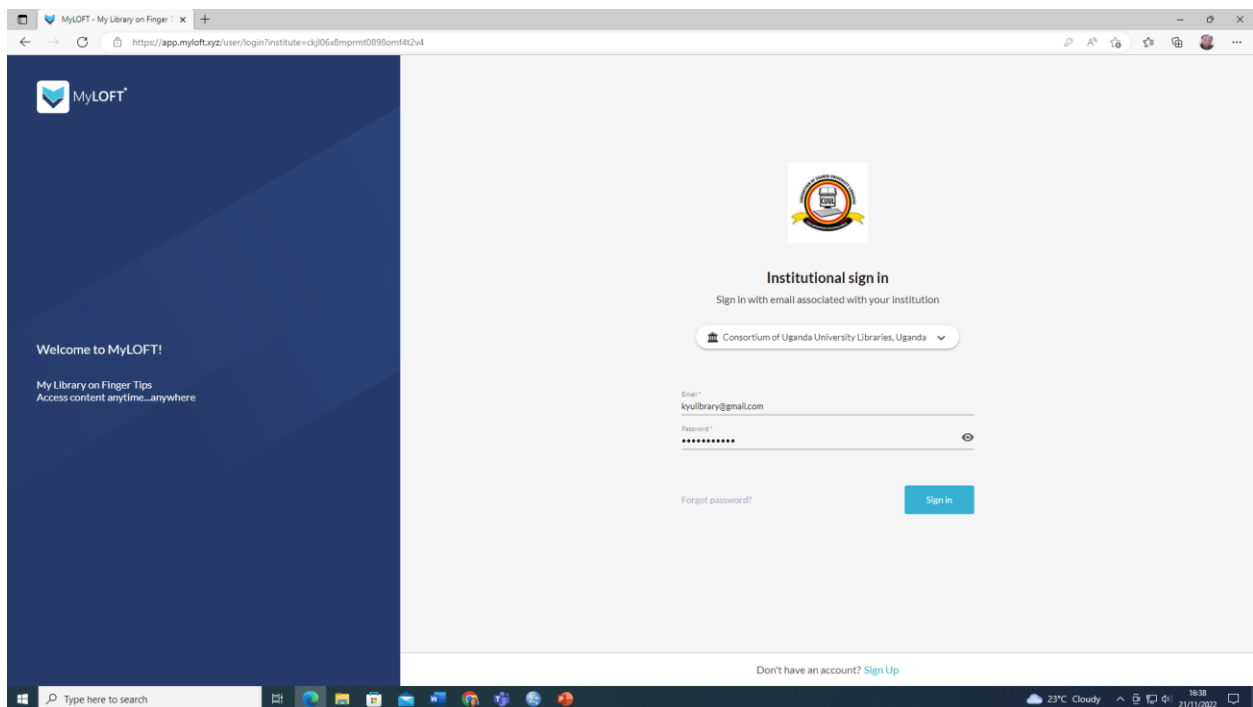 MyLOFT - My Library on Finger T
https://app.myloft.xyz/user/login?institute=ckjl06x8mprmt0898omf4t2v4
MyLOFT
CUUL
Institutional sign in
Sign in with email associated with your institution
Consortium of Uganda University Libraries, Uganda
Welcome to MyLOFT!
My Library on Finger Tips
Access content anytime...anywhere
Email *
kyulibrary@gmail.com
Password *
•••••••••••
Forgot password?
Sign in
Don't have an account? Sign Up
Type here to search
23°C Cloudy
16:38
21/11/2022